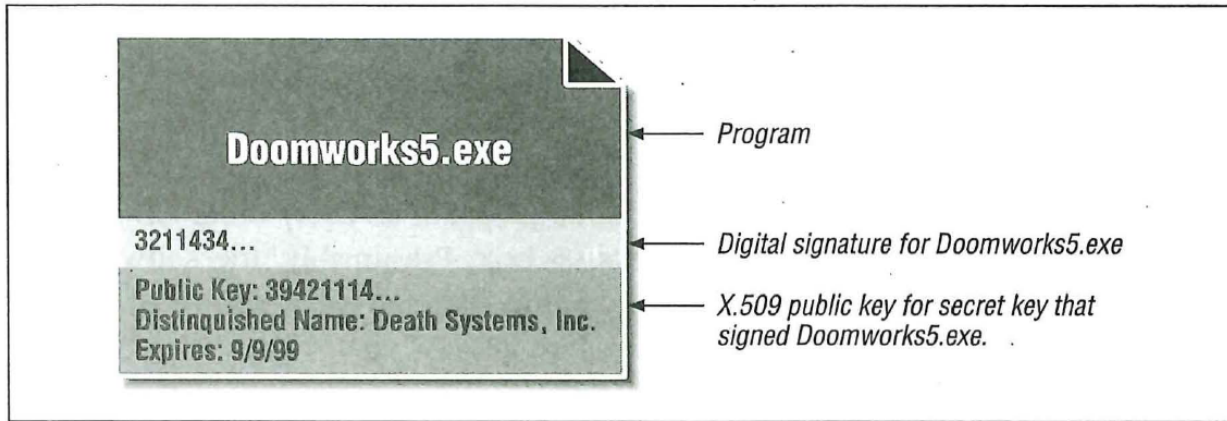 Doomworks5.exe
Program
3211434...
Digital signature for Doomworks5.exe
Public Key: 39421114...
Distinquished Name: Death Systems, Inc.
Expires: 9/9/99
X.509 public key for secret key that
signed Doomworks5.exe.